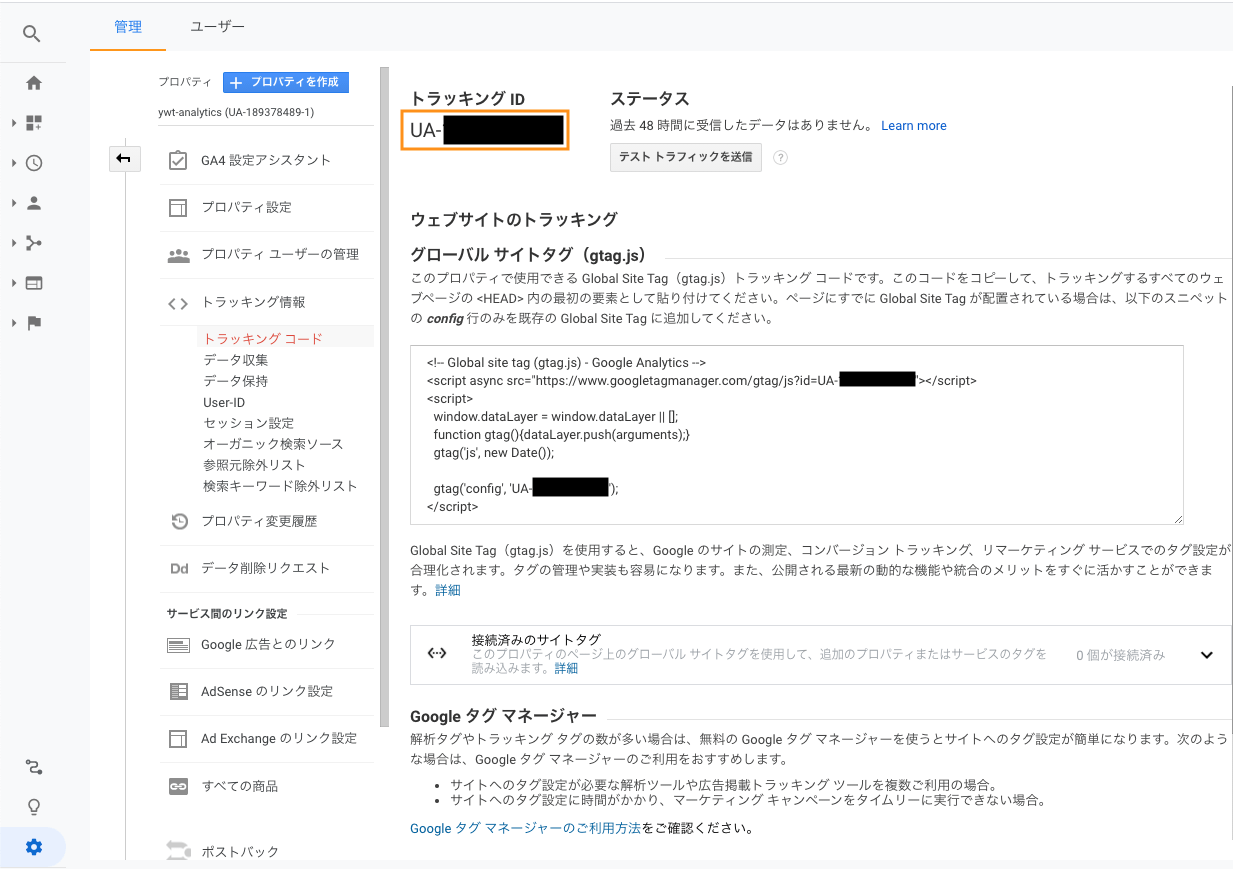 管理
ユーザー
プロパティ
＋ プロパティを作成
ywt-analytics (UA-189378489-1)
GA4 設定アシスタント
プロパティ設定
プロパティ ユーザーの管理
トラッキング情報
トラッキング コード
データ収集
データ保持
User-ID
セッション設定
オーガニック検索ソース
参照元除外リスト
検索キーワード除外リスト
プロパティ変更履歴
Dd データ削除リクエスト
サービス間のリンク設定
Google 広告とのリンク
AdSense のリンク設定
Ad Exchange のリンク設定
すべての商品
ポストバック
トラッキング ID
UA-
ステータス
過去 48 時間に受信したデータはありません。 Learn more
テスト トラフィックを送信
?
ウェブサイトのトラッキング
グローバル サイトタグ（gtag.js）
このプロパティで使用できる Global Site Tag（gtag.js）トラッキング コードです。このコードをコピーして、トラッキングするすべてのウェ
ブページの <HEAD> 内の最初の要素として貼り付けてください。ページにすでに Global Site Tag が配置されている場合は、以下のスニペット
の config 行のみを既存の Global Site Tag に追加してください。
<!-- Global site tag (gtag.js) - Google Analytics -->
<script async src="https://www.googletagmanager.com/gtag/js?id=UA- "></script>
<script>
window.dataLayer = window.dataLayer || [];
function gtag(){dataLayer.push(arguments);}
gtag('js', new Date());
gtag('config', 'UA- ');
</script>
Global Site Tag（gtag.js）を使用すると、Google のサイトの測定、コンバージョン トラッキング、リマーケティング サービスでのタグ設定が
合理化されます。タグの管理や実装も容易になります。また、公開される最新の動的な機能や統合のメリットをすぐに活かすことができま
す。詳細
接続済みのサイトタグ
このプロパティのページ上のグローバル サイトタグを使用して、追加のプロパティまたはサービスのタグを
読み込みます。詳細
0 個が接続済み
Google タグ マネージャー
解析タグやトラッキング タグの数が多い場合は、無料の Google タグ マネージャーを使うとサイトへのタグ設定が簡単になります。次のよう
な場合は、Google タグ マネージャーのご利用をおすすめします。
• サイトへのタグ設定が必要な解析ツールや広告掲載トラッキング ツールを複数ご利用の場合。
• サイトへのタグ設定に時間がかかり、マーケティング キャンペーンをタイムリーに実行できない場合。
Google タグ マネージャーのご利用方法をご確認ください。